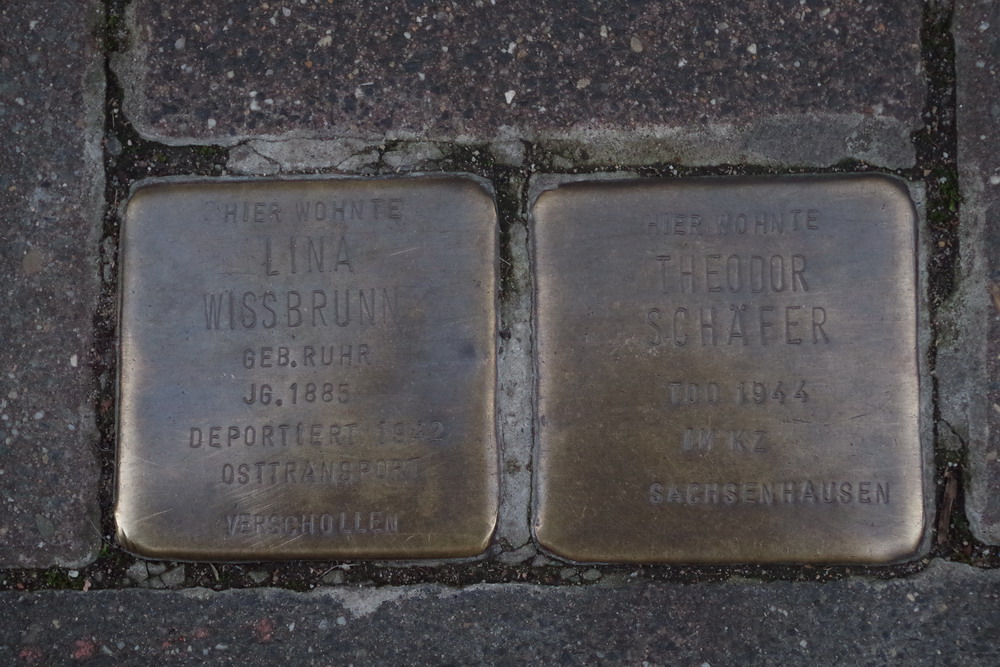 HIER WOHNTE
LINA
WISSBRUNN
GEB.RUHR
JG.1885
DEPORTIERT 1942
OSTTRANSPORT
VERSCHOLLEN
HIER WOHNTE
THEODOR
SCHÄFER
TOD 1944
IM KZ
SACHSENHAUSEN